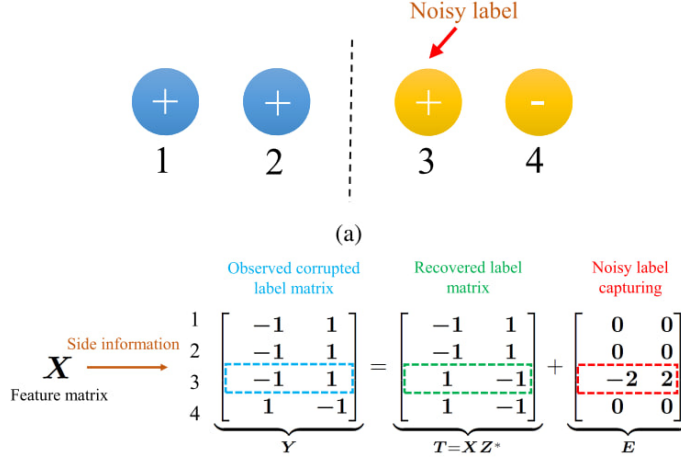 Noisy label
+ + + -
1 2 3 4
(a)
Observed corrupted label matrix
Recovered label matrix
Noisy label capturing
Side information
X
Feature matrix
1 [ −1 1 ] [ −1 1 ] [ 0 0 ]
2 [ −1 1 ] = [ −1 1 ] + [ 0 0 ]
3 [ −1 1 ] [ 1 −1 ] [ −2 2 ]
4 [ 1 −1 ] [ 1 −1 ] [ 0 0 ]
Y T=XZ* E